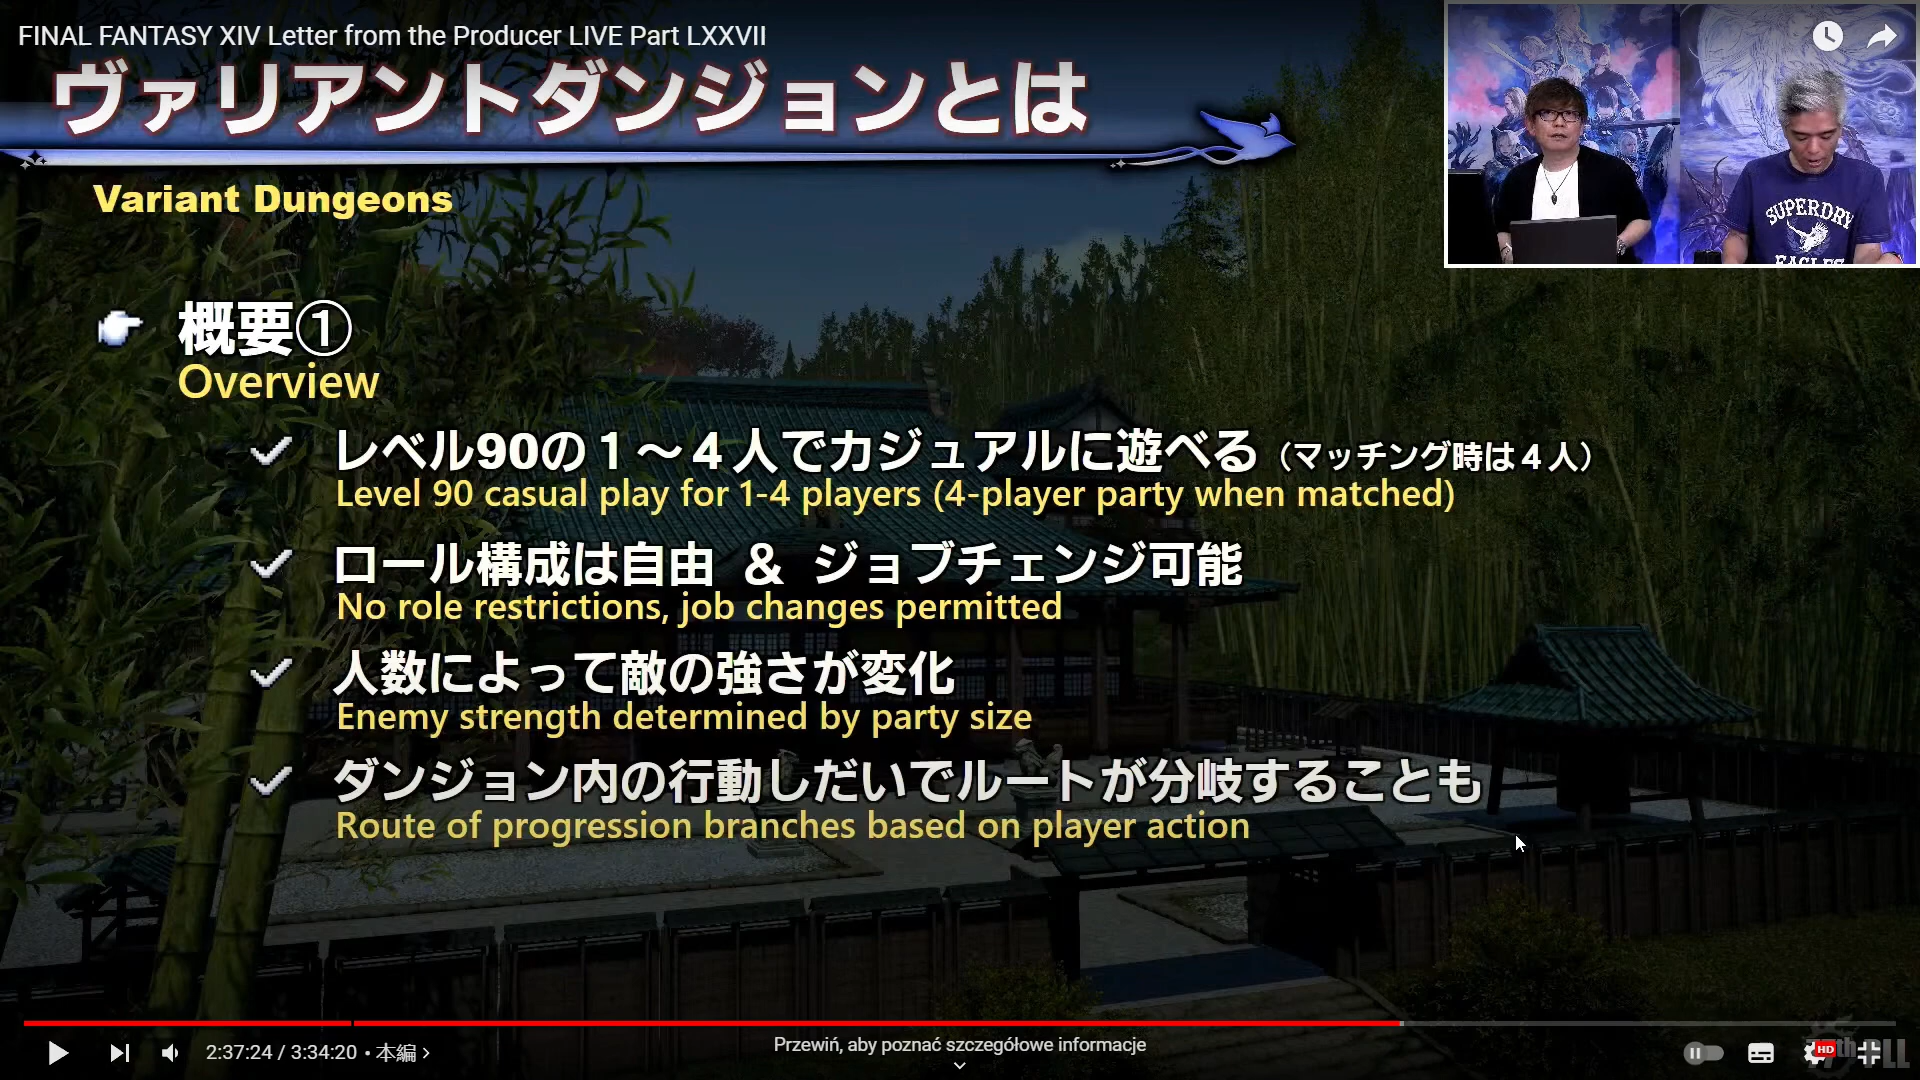 FINAL FANTASY XIV Letter from the Producer LIVE Part LXXVII
ヴァリアントダンジョンとは
Variant Dungeons
SUPERDRY
EAGLES
概要①
Overview
レベル90の１～４人でカジュアルに遊べる（マッチング時は４人）
Level 90 casual play for 1-4 players (4-player party when matched)
ロール構成は自由 ＆ ジョブチェンジ可能
No role restrictions, job changes permitted
人数によって敵の強さが変化
Enemy strength determined by party size
ダンジョン内の行動しだいでルートが分岐することも
Route of progression branches based on player action
2:37:24 / 3:34:20 • 本編
Przewiń, aby poznać szczegółowe informacje
HD
PLL